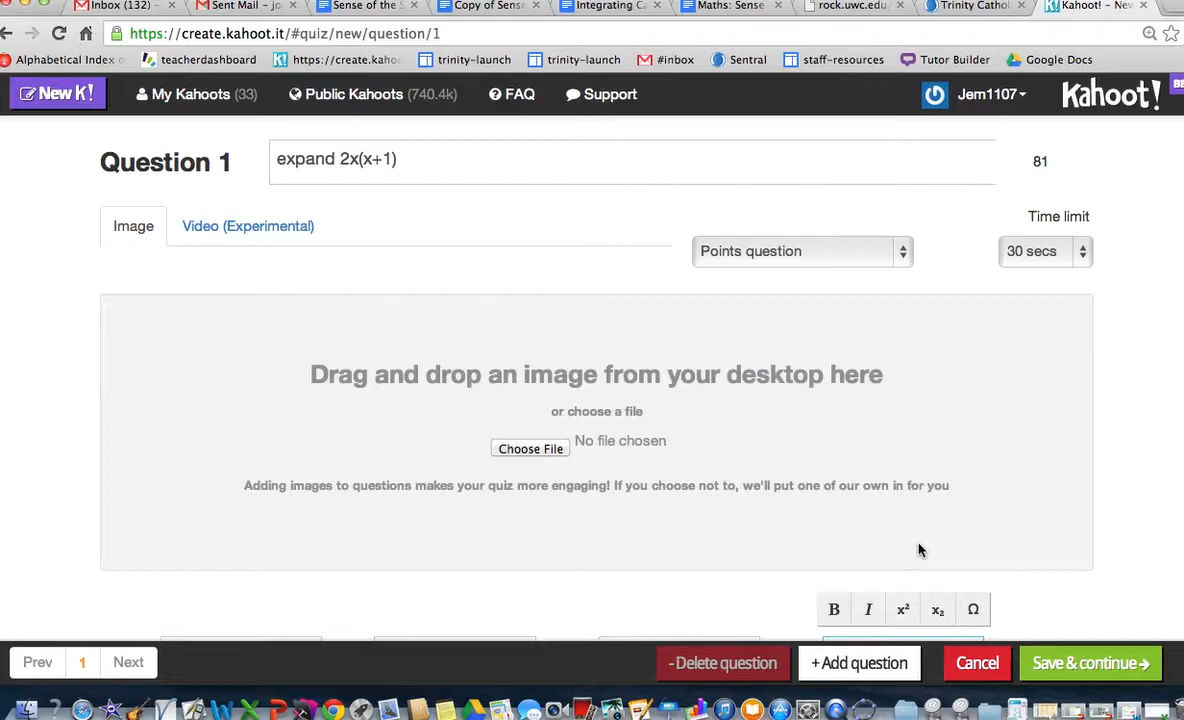 Inbox (132)
Sent Mail – jo
Sense of the S
Copy of Sense
Integrating C
Maths: Sense
rock.uwc.edu/
Trinity Cathol
Kahoot! – Nev
https://create.kahoot.it/#quiz/new/question/1
Alphabetical Index o
teacherdashboard
https://create.kaho
trinity-launch
trinity-launch
#inbox
Sentral
staff-resources
Tutor Builder
Google Docs
New K!
My Kahoots (33)
Public Kahoots (740.4k)
FAQ
Support
Jem1107
Kahoot!
BE
Question 1
expand 2x(x+1)
81
Image
Video (Experimental)
Time limit
Points question
30 secs
Drag and drop an image from your desktop here
or choose a file
Choose File No file chosen
Adding images to questions makes your quiz more engaging! If you choose not to, we'll put one of our own in for you
B I x² x₂ Ω
Prev 1 Next
- Delete question
+ Add question
Cancel
Save & continue